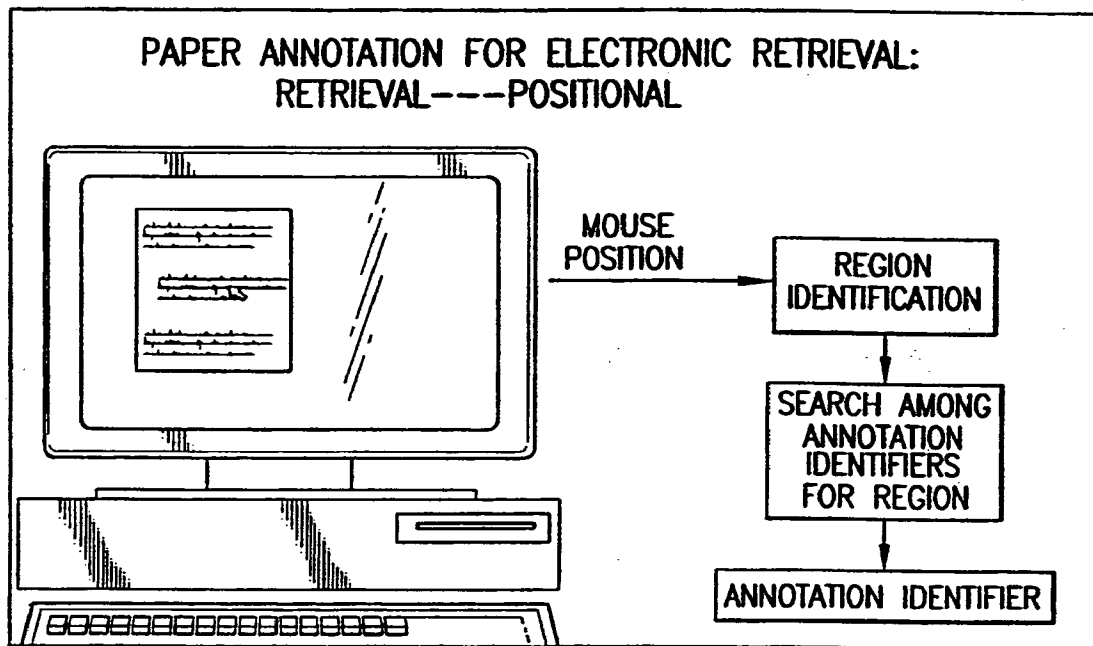 PAPER ANNOTATION FOR ELECTRONIC RETRIEVAL:
RETRIEVAL---POSITIONAL
MOUSE
POSITION
REGION
IDENTIFICATION
SEARCH AMONG
ANNOTATION
IDENTIFIERS
FOR REGION
ANNOTATION IDENTIFIER